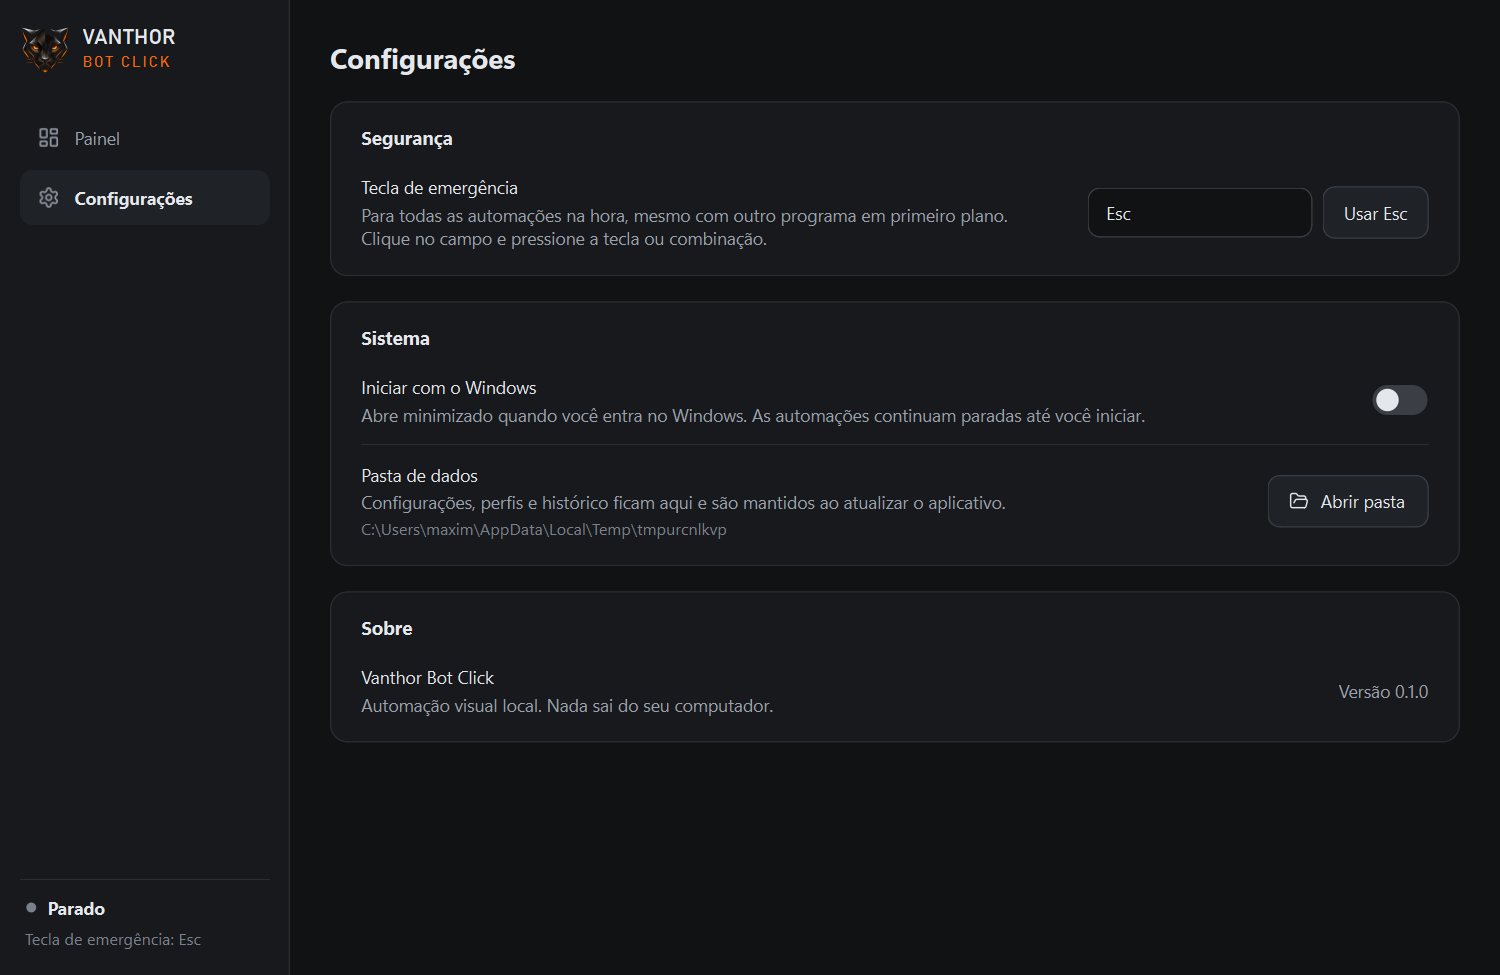 VANTHOR
BOT CLICK
Painel
Configurações
Parado
Tecla de emergência: Esc
Configurações
Segurança
Tecla de emergência
Para todas as automações na hora, mesmo com outro programa em primeiro plano.
Clique no campo e pressione a tecla ou combinação.
Esc
Usar Esc
Sistema
Iniciar com o Windows
Abre minimizado quando você entra no Windows. As automações continuam paradas até você iniciar.
Pasta de dados
Configurações, perfis e histórico ficam aqui e são mantidos ao atualizar o aplicativo.
C:\Users\maxim\AppData\Local\Temp\tmpurcnlkvp
Abrir pasta
Sobre
Vanthor Bot Click
Automação visual local. Nada sai do seu computador.
Versão 0.1.0